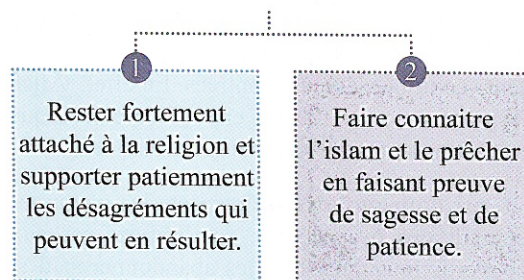 1
Rester fortement
attaché à la religion et
supporter patiemment
les désagréments qui
peuvent en résulter.
2
Faire connaitre
l'islam et le prêcher
en faisant preuve
de sagesse et de
patience.